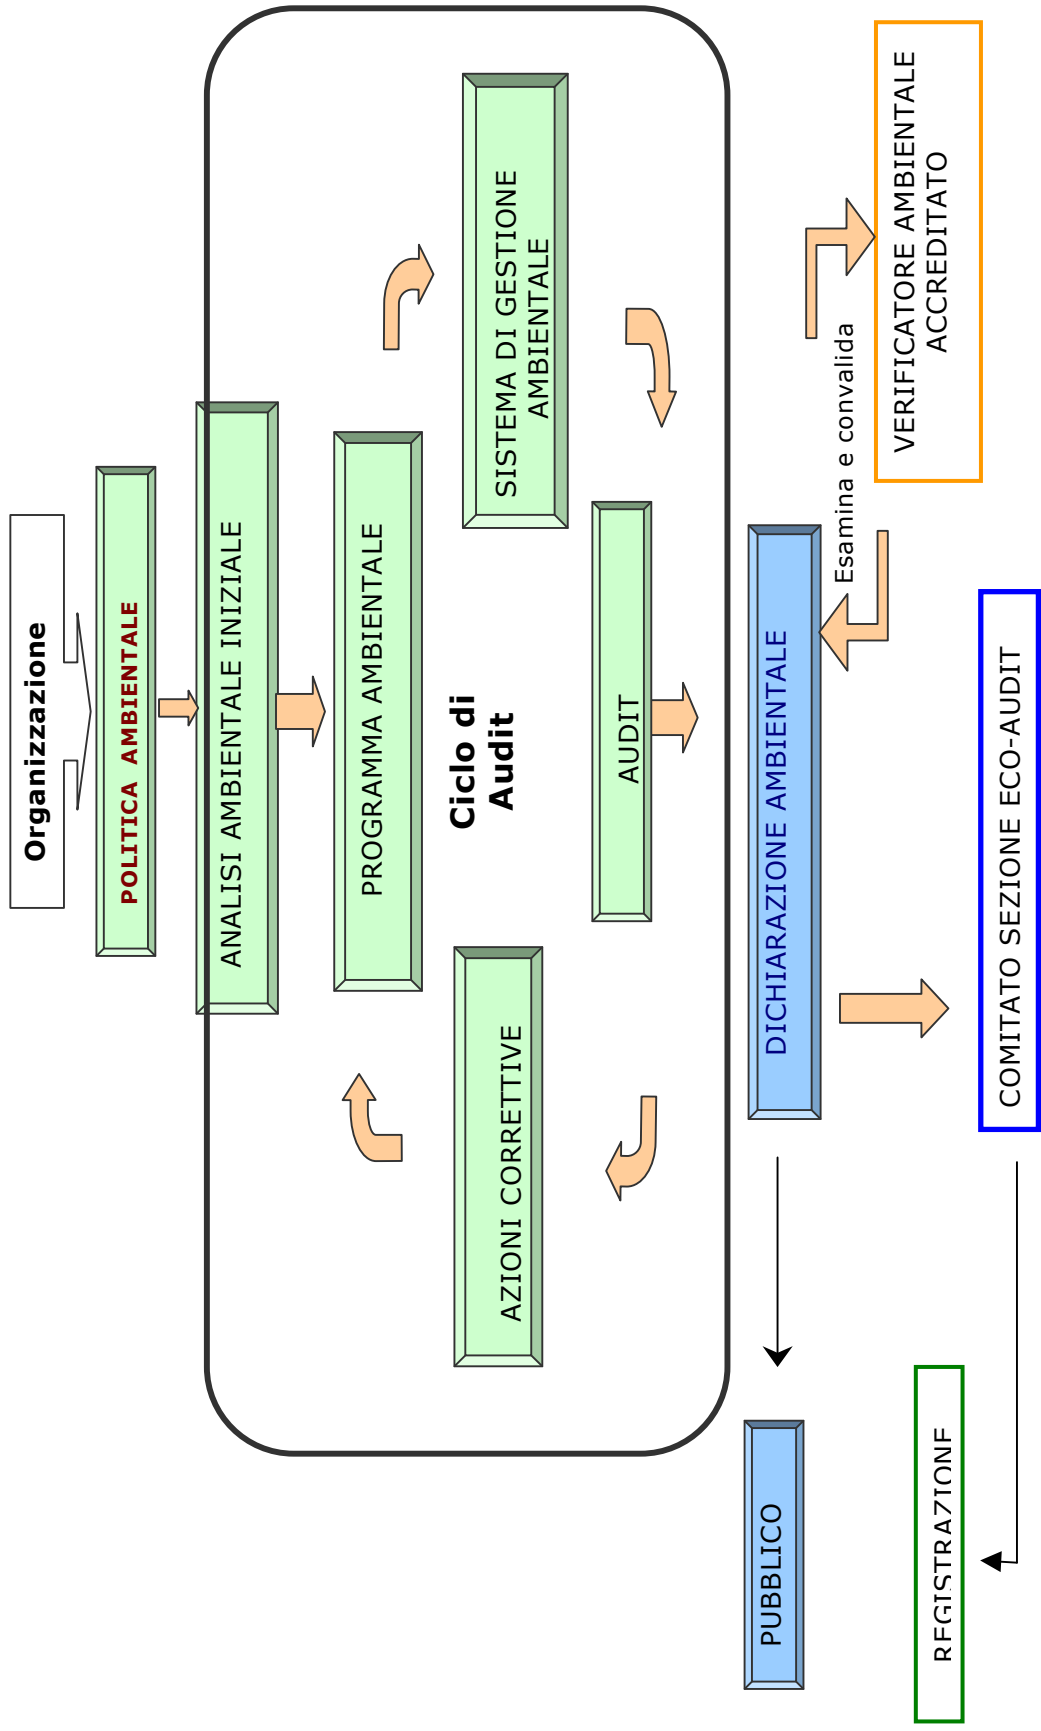 Organizzazione
POLITICA AMBIENTALE
ANALISI AMBIENTALE INIZIALE
PROGRAMMA AMBIENTALE
SISTEMA DI GESTIONE
AMBIENTALE
Ciclo di
Audit
AZIONI CORRETTIVE
AUDIT
DICHIARAZIONE AMBIENTALE
Esamina e convalida
VERIFICATORE AMBIENTALE
ACCREDITATO
PUBBLICO
COMITATO SEZIONE ECO-AUDIT
REGISTRAZIONE